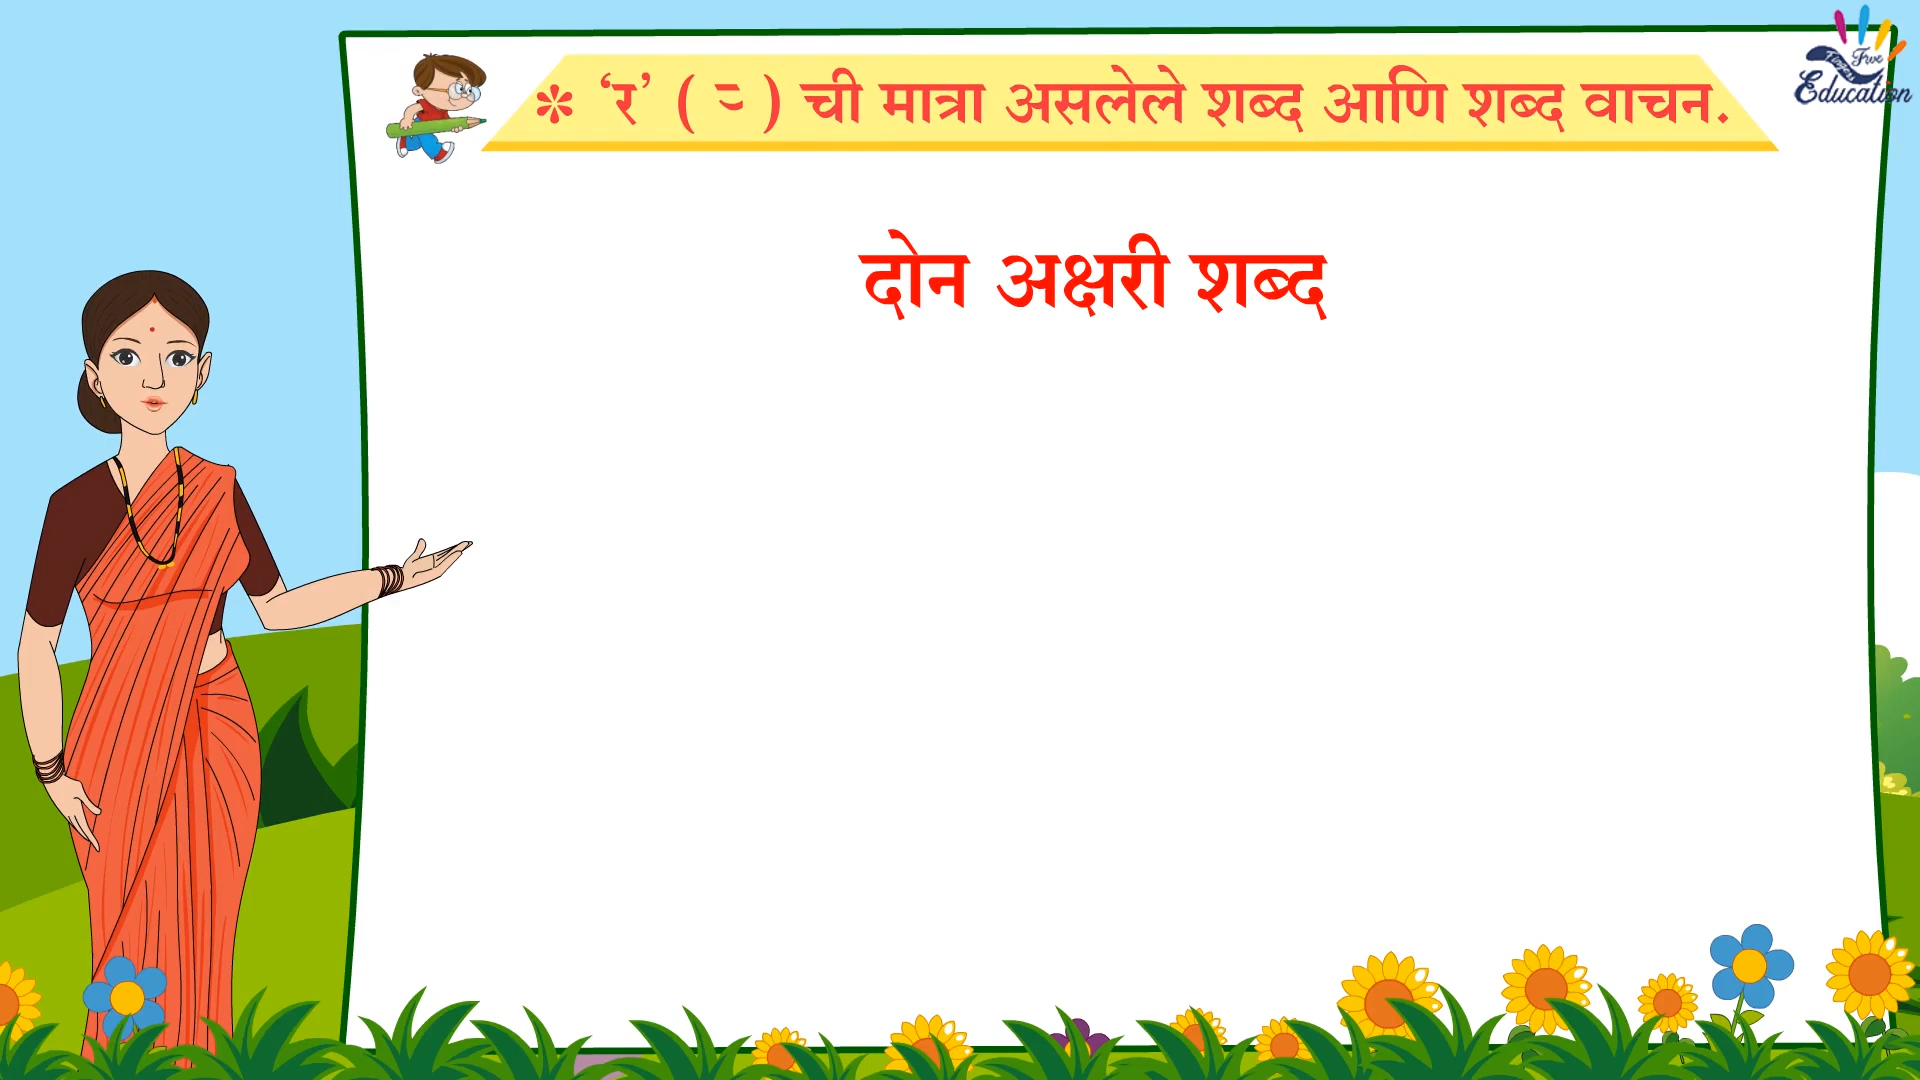 * ‘र’ ( ऱ्‍ ) ची मात्रा असलेले शब्द आणि शब्द वाचन.
Five
Fingers
Education
दोन अक्षरी शब्द